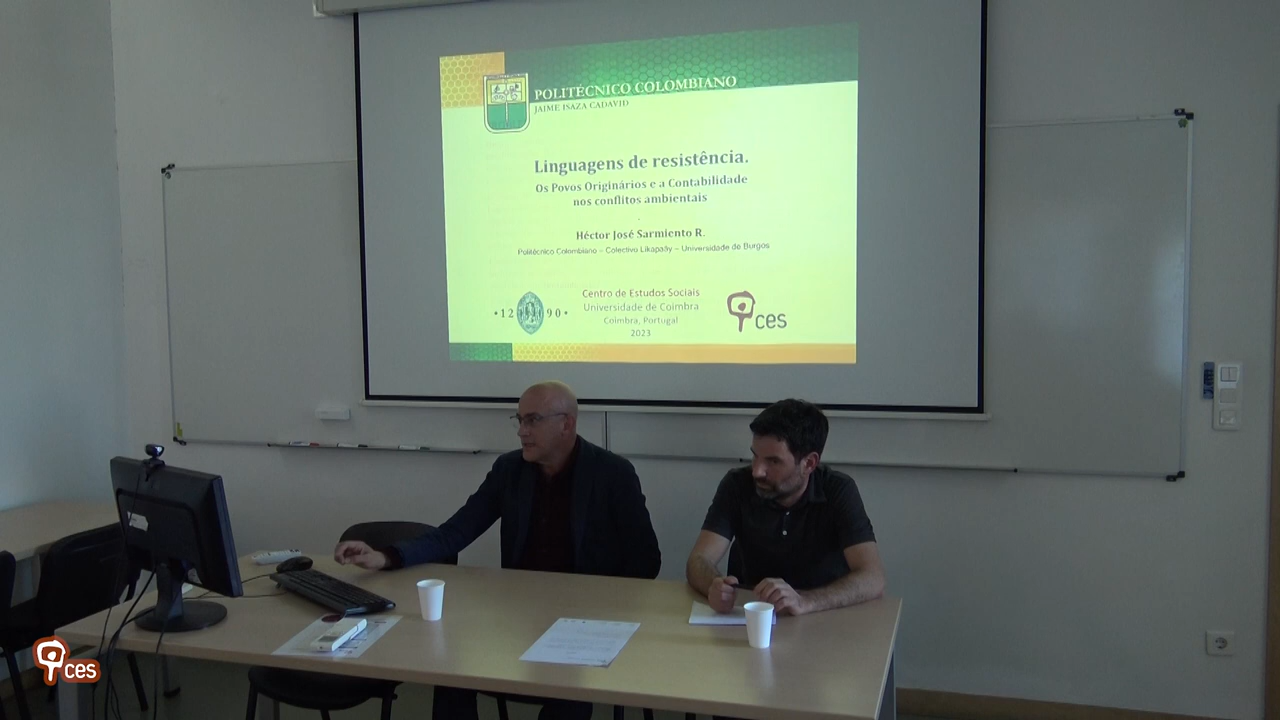 POLITÉCNICO COLOMBIANO
JAIME ISAZA CADAVID
Linguagens de resistência.
Os Povos Originários e a Contabilidade
nos conflitos ambientais
.
Héctor José Sarmiento R.
Politécnico Colombiano – Colectivo Likapaáy – Universidade de Burgos
Centro de Estudos Sociais
Universidade de Coimbra
Coimbra, Portugal
2023
•12 90•
ces
ces